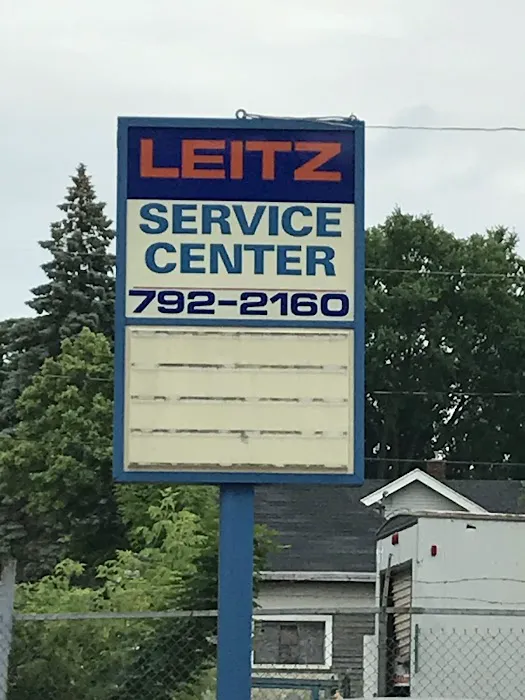 LEITZ
SERVICE
CENTER
792-2160